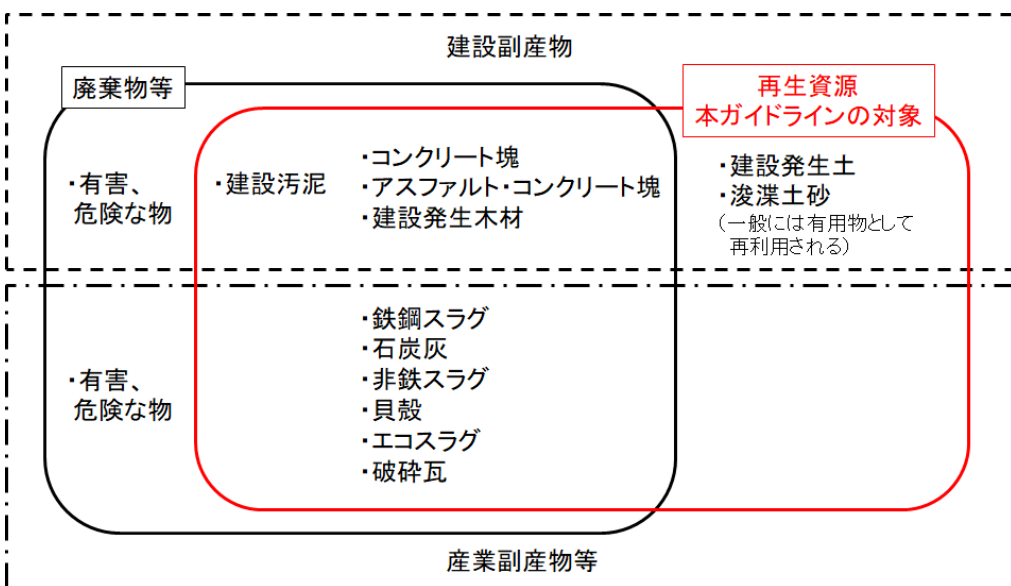 建設副産物
廃棄物等
再生資源
本ガイドラインの対象
・有害、
危険な物
・建設汚泥
・コンクリート塊
・アスファルト・コンクリート塊
・建設発生木材
・建設発生土
・浚渫土砂
（一般には有用物として
再利用される）
・有害、
危険な物
・鉄鋼スラグ
・石炭灰
・非鉄スラグ
・貝殻
・エコスラグ
・破砕瓦
産業副産物等